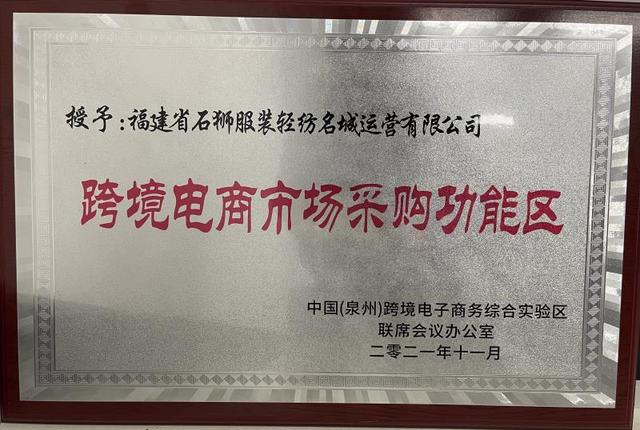 授予:福建省石狮服装轻纺名城运营有限公司
跨境电商市场采购功能区
中国(泉州)跨境电子商务综合实验区
联席会议办公室
二零二一年十一月